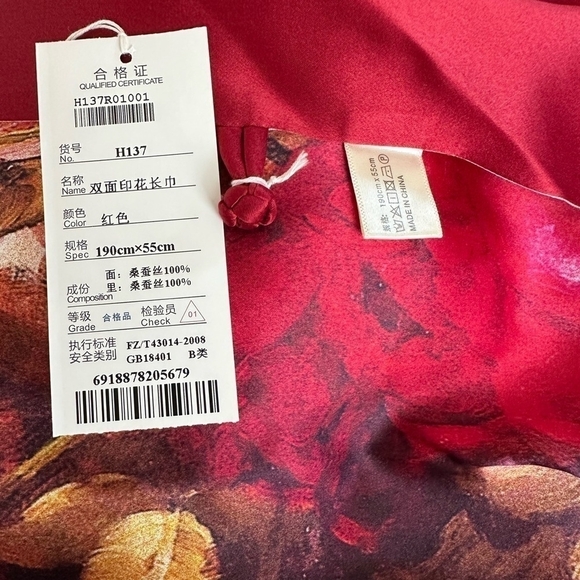 合格证
QUALIFIED CERTIFICATE
H137R01001
货号
No. H137
名称
Name 双面印花长巾
颜色
Color 红色
规格
Spec 190cm×55cm
面：桑蚕丝100%
成份 里：桑蚕丝100%
Composition
等级 合格品 检验员 01
Grade Check
执行标准 FZ/T43014-2008
安全类别 GB18401 B类
6918878205679
规格: 190cm x 55cm
MADE IN CHINA